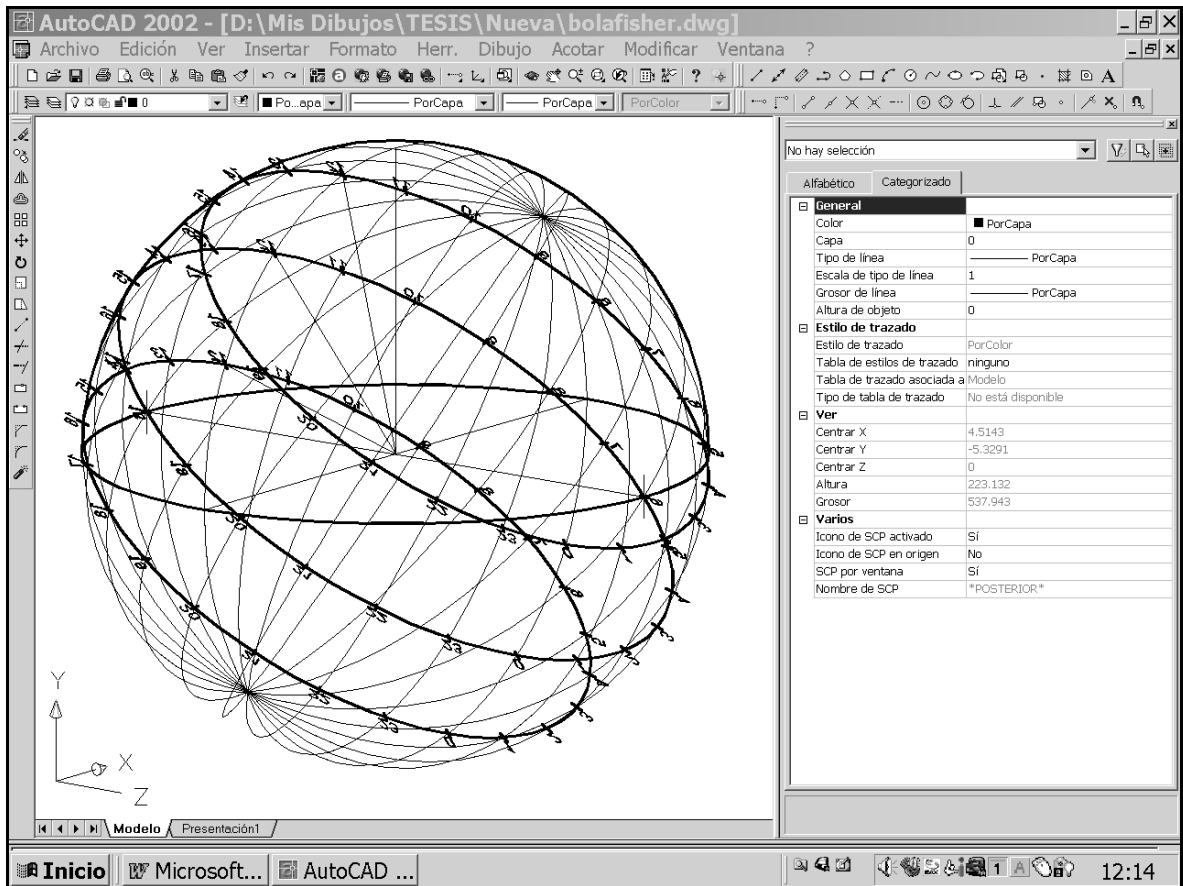 AutoCAD 2002 - [D:\Mis Dibujos\TESIS\Nueva\bolafisher.dwg]
Archivo Edición Ver Insertar Formato Herr. Dibujo Acotar Modificar Ventana ?
0 Po...apa PorCapa PorCapa PorColor
No hay selección
Alfabético Categorizado
General
Color PorCapa
Capa 0
Tipo de línea PorCapa
Escala de tipo de línea 1
Grosor de línea PorCapa
Altura de objeto 0
Estilo de trazado
Estilo de trazado PorColor
Tabla de estilos de trazado ninguno
Tabla de trazado asociada a Modelo
Tipo de tabla de trazado No está disponible
Ver
Centrar X 4.5143
Centrar Y -5.3291
Centrar Z 0
Altura 223.132
Grosor 537.943
Varios
Icono de SCP activado Sí
Icono de SCP en origen No
SCP por ventana Sí
Nombre de SCP *POSTERIOR*
Y
X
Z
Modelo Presentación1
Inicio Microsoft... AutoCAD ... 1 A 12:14